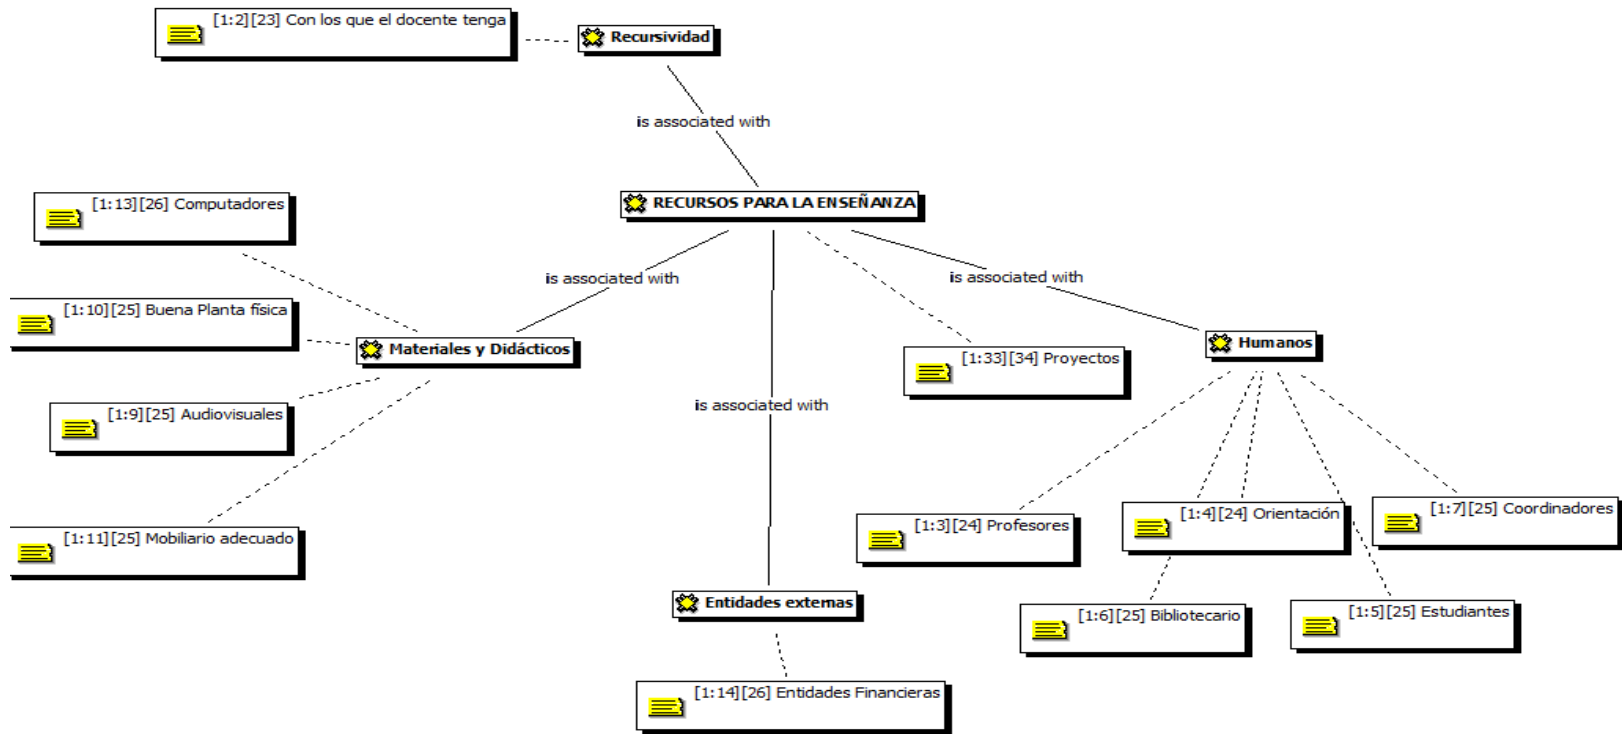 [1:2][23] Con los que el docente tenga
Recursividad
is associated with
[1:13][26] Computadores
RECURSOS PARA LA ENSEÑANZA
is associated with
is associated with
[1:10][25] Buena Planta física
Materiales y Didácticos
Humanos
[1:33][34] Proyectos
[1:9][25] Audiovisuales
is associated with
[1:11][25] Mobiliario adecuado
[1:3][24] Profesores
[1:4][24] Orientación
[1:7][25] Coordinadores
Entidades externas
[1:6][25] Bibliotecario
[1:5][25] Estudiantes
[1:14][26] Entidades Financieras